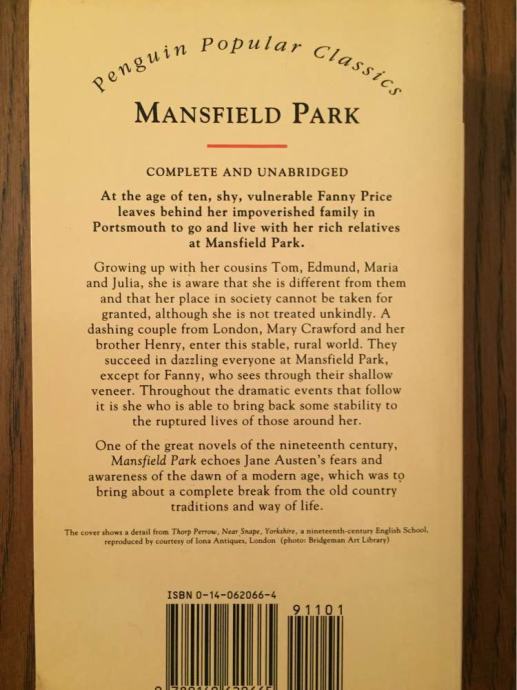 Penguin Popular Classics
MANSFIELD PARK
COMPLETE AND UNABRIDGED
At the age of ten, shy, vulnerable Fanny Price
leaves behind her impoverished family in
Portsmouth to go and live with her rich relatives
at Mansfield Park.
Growing up with her cousins Tom, Edmund, Maria
and Julia, she is aware that she is different from them
and that her place in society cannot be taken for
granted, although she is not treated unkindly. A
dashing couple from London, Mary Crawford and her
brother Henry, enter this stable, rural world. They
succeed in dazzling everyone at Mansfield Park,
except for Fanny, who sees through their shallow
veneer. Throughout the dramatic events that follow
it is she who is able to bring back some stability to
the ruptured lives of those around her.
One of the great novels of the nineteenth century,
Mansfield Park echoes Jane Austen's fears and
awareness of the dawn of a modern age, which was to
bring about a complete break from the old country
traditions and way of life.
The cover shows a detail from Thorp Perrow, Near Snape, Yorkshire, a nineteenth-century English School,
reproduced by courtesy of Iona Antiques, London (photo: Bridgeman Art Library)
ISBN 0-14-062066-4
91101